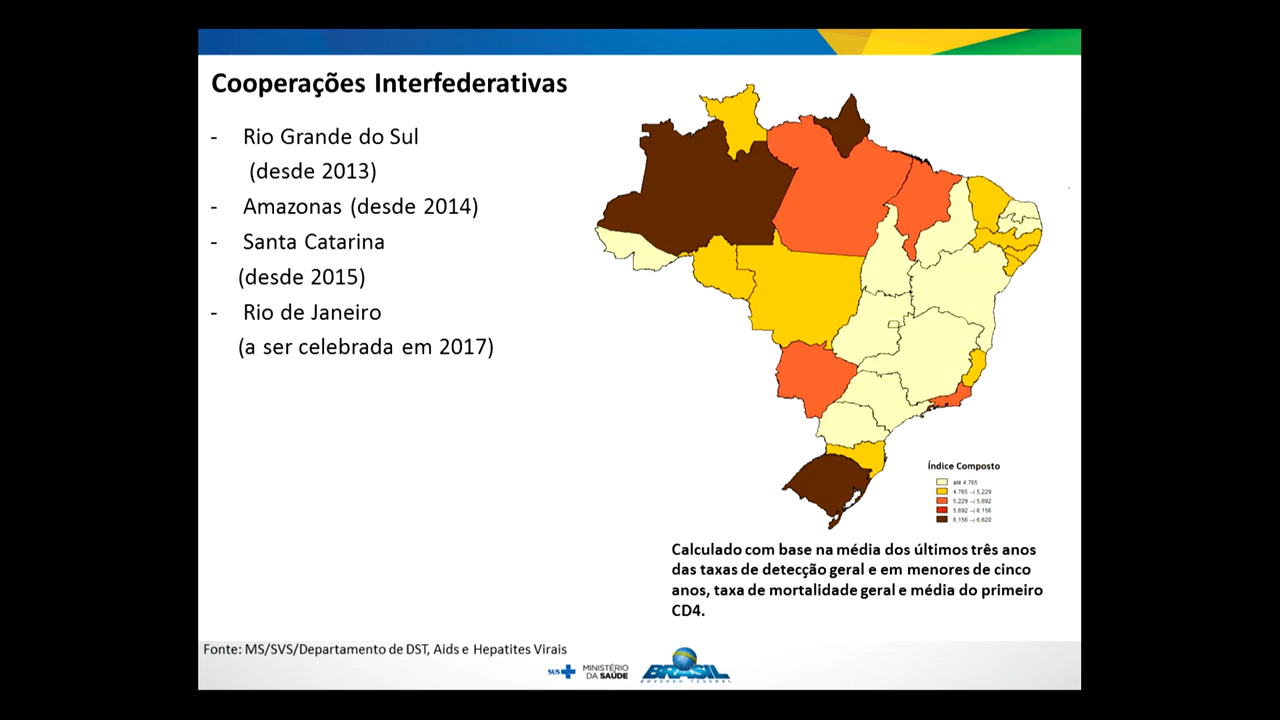 Cooperações Interfederativas
- Rio Grande do Sul
(desde 2013)
- Amazonas (desde 2014)
- Santa Catarina
(desde 2015)
- Rio de Janeiro
(a ser celebrada em 2017)
Índice Composto
até 4,765
4,765 --| 5,229
5,229 --| 5,692
5,692 --| 6,156
6,156 --| 6,620
Calculado com base na média dos últimos três anos
das taxas de detecção geral e em menores de cinco
anos, taxa de mortalidade geral e média do primeiro
CD4.
Fonte: MS/SVS/Departamento de DST, Aids e Hepatites Virais
SUS
MINISTÉRIO
DA SAÚDE
BRASIL
GOVERNO FEDERAL